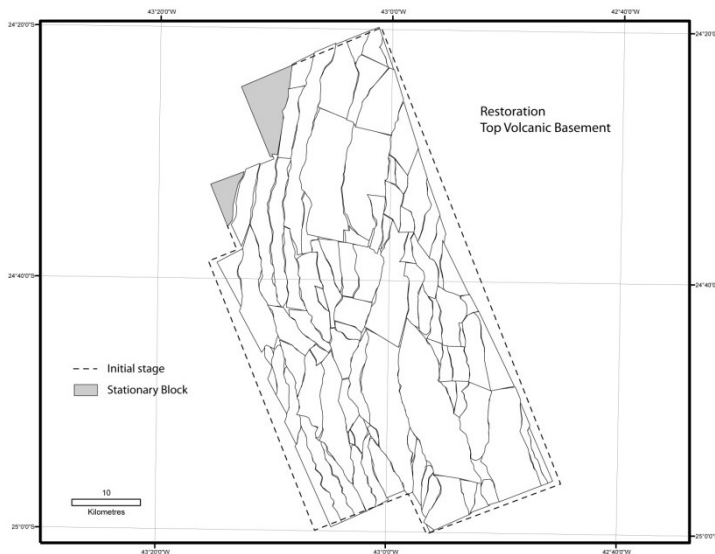 43°20'0"W 43°0'0"W 42°40'0"W
24°20'0"S 24°20'0"S
Restoration
Top Volcanic Basement
24°40'0"S 24°40'0"S
Initial stage
Stationary Block
10
Kilometres
25°0'0"S 25°0'0"S
43°20'0"W 43°0'0"W 42°40'0"W